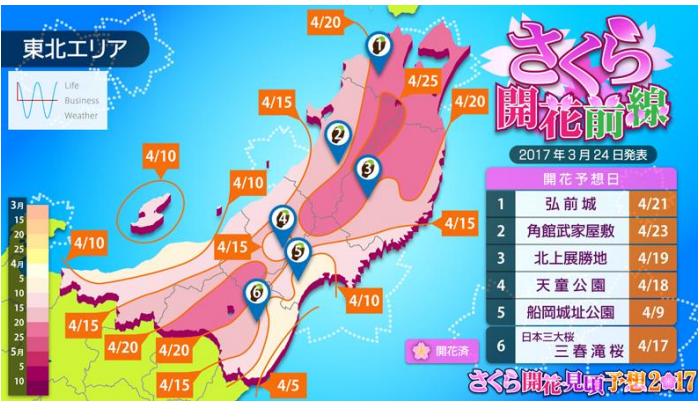 東北エリア
Life
Business
Weather
さくら
開花前線
2017年3月24日発表
開花予想日
1 弘前城 4/21
2 角館武家屋敷 4/23
3 北上展勝地 4/19
4 天童公園 4/18
5 船岡城址公園 4/9
6 日本三大桜
三春滝桜 4/17
開花済
さくら開花見頃予想2017
4/20
4/25
4/15
4/20
4/10
4/10
4/10
4/15
4/15
4/10
4/15
4/20
4/20
4/15
4/5
1
2
3
4
5
6
3月
15
20
25
4月
5
10
15
20
25
5月
5
10